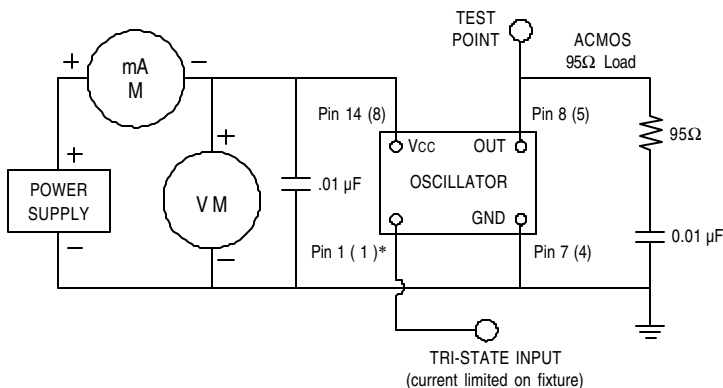 TEST
POINT
ACMOS
95Ω Load
+
mA
M
−
Pin 14 (8)
Pin 8 (5)
+
VCC
OUT
95Ω
+
POWER
SUPPLY
−
V M
.01 µF
OSCILLATOR
GND
−
Pin 1 ( 1 )*
Pin 7 (4)
0.01 µF
TRI-STATE INPUT
(current limited on fixture)